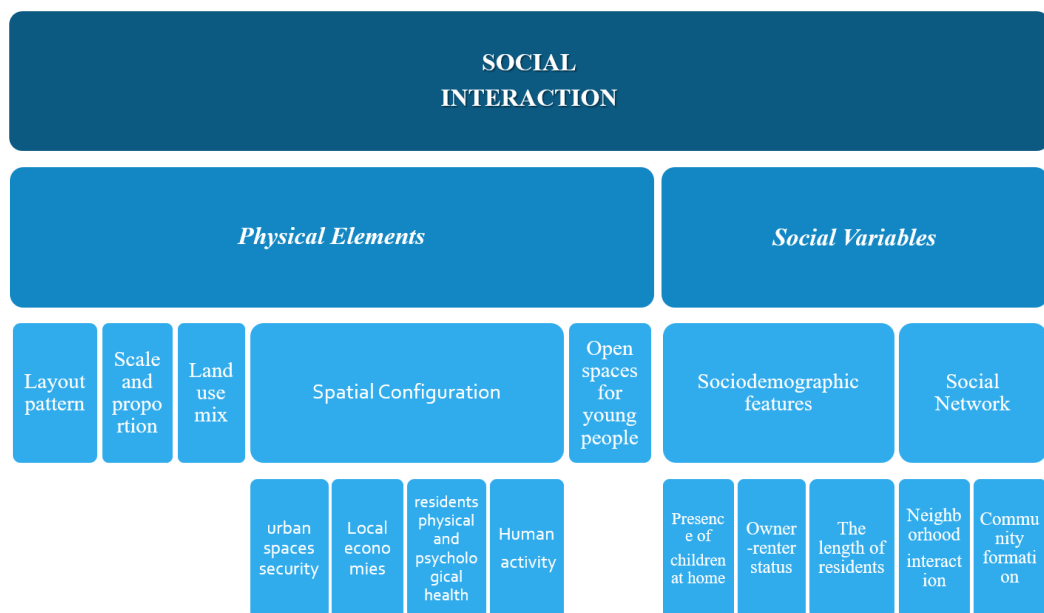 SOCIAL
INTERACTION
Physical Elements
Social Variables
Layout
pattern
Scale
and
propo
rtion
Land
use
mix
Spatial Configuration
Open
spaces
for
young
people
Sociodemographic
features
Social
Network
urban
spaces
security
Local
econo
mies
residents
physical
and
psycholo
gical
health
Human
activity
Presenc
e of
children
at home
Owner
-renter
status
The
length of
residents
Neighb
orhood
interact
ion
Commu
nity
formati
on